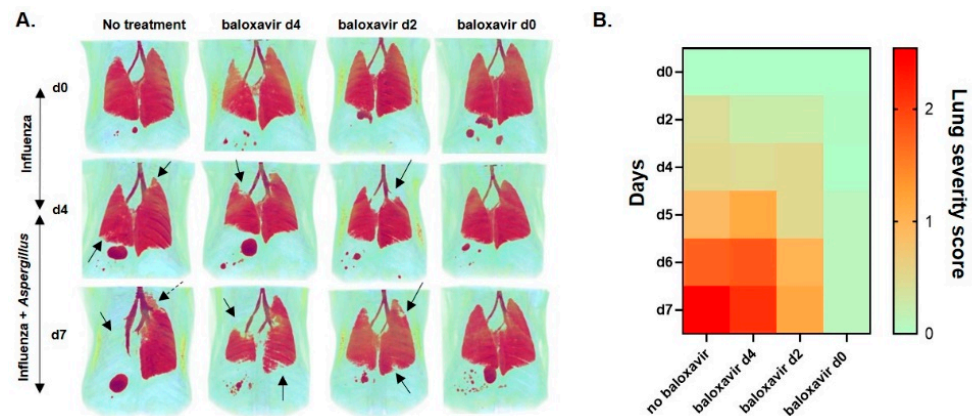 A.
No treatment
baloxavir d4
baloxavir d2
baloxavir d0
d0
Influenza
d4
Influenza + Aspergillus
d7
B.
d0
d2
d4
d5
d6
d7
Days
no baloxavir
baloxavir d4
baloxavir d2
baloxavir d0
2
1
0
Lung severity score